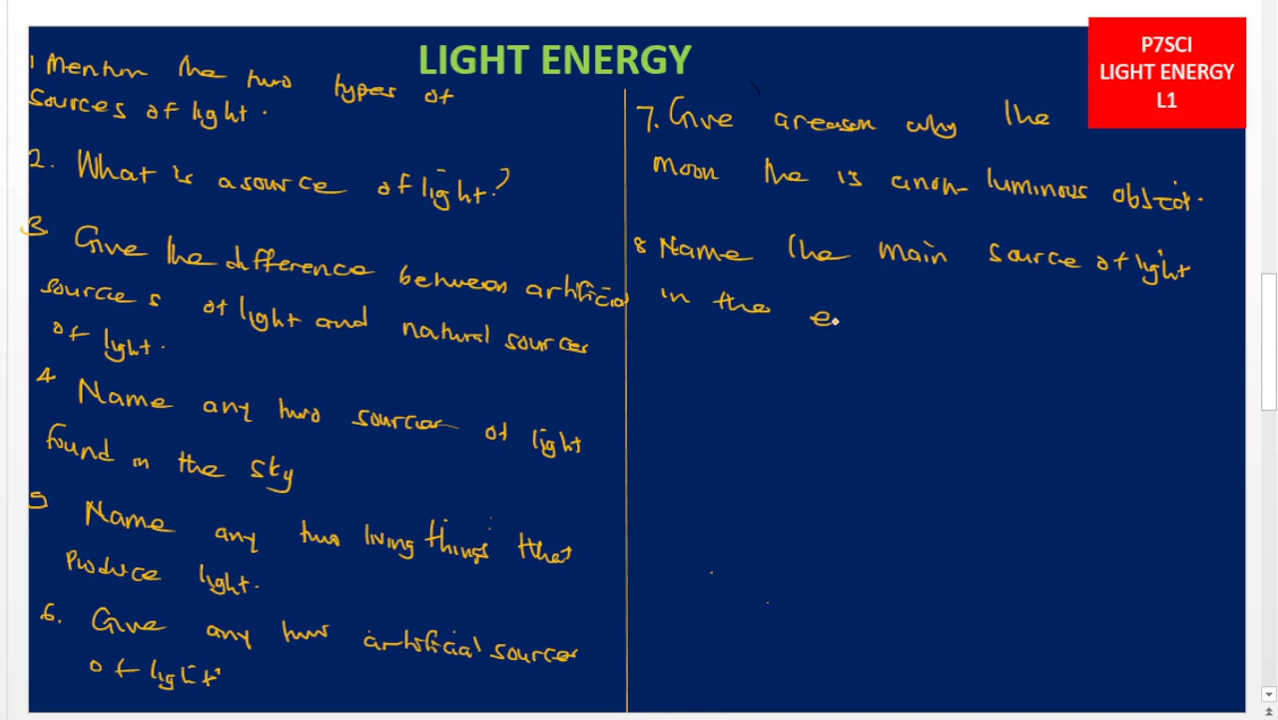 LIGHT ENERGY
P7SCI
LIGHT ENERGY
L1
1 Mention the two types of
sources of light.
2. What is a source of light?
3 Give the difference between artificial
sources of light and natural sources
of light.
4 Name any two sources of light
found in the sky
5 Name any two living things that
Produce light.
6. Give any two artificial sources
of light
7. Give a reason why the
moon the is a non-luminous object.
8 Name the main source of light
in the e